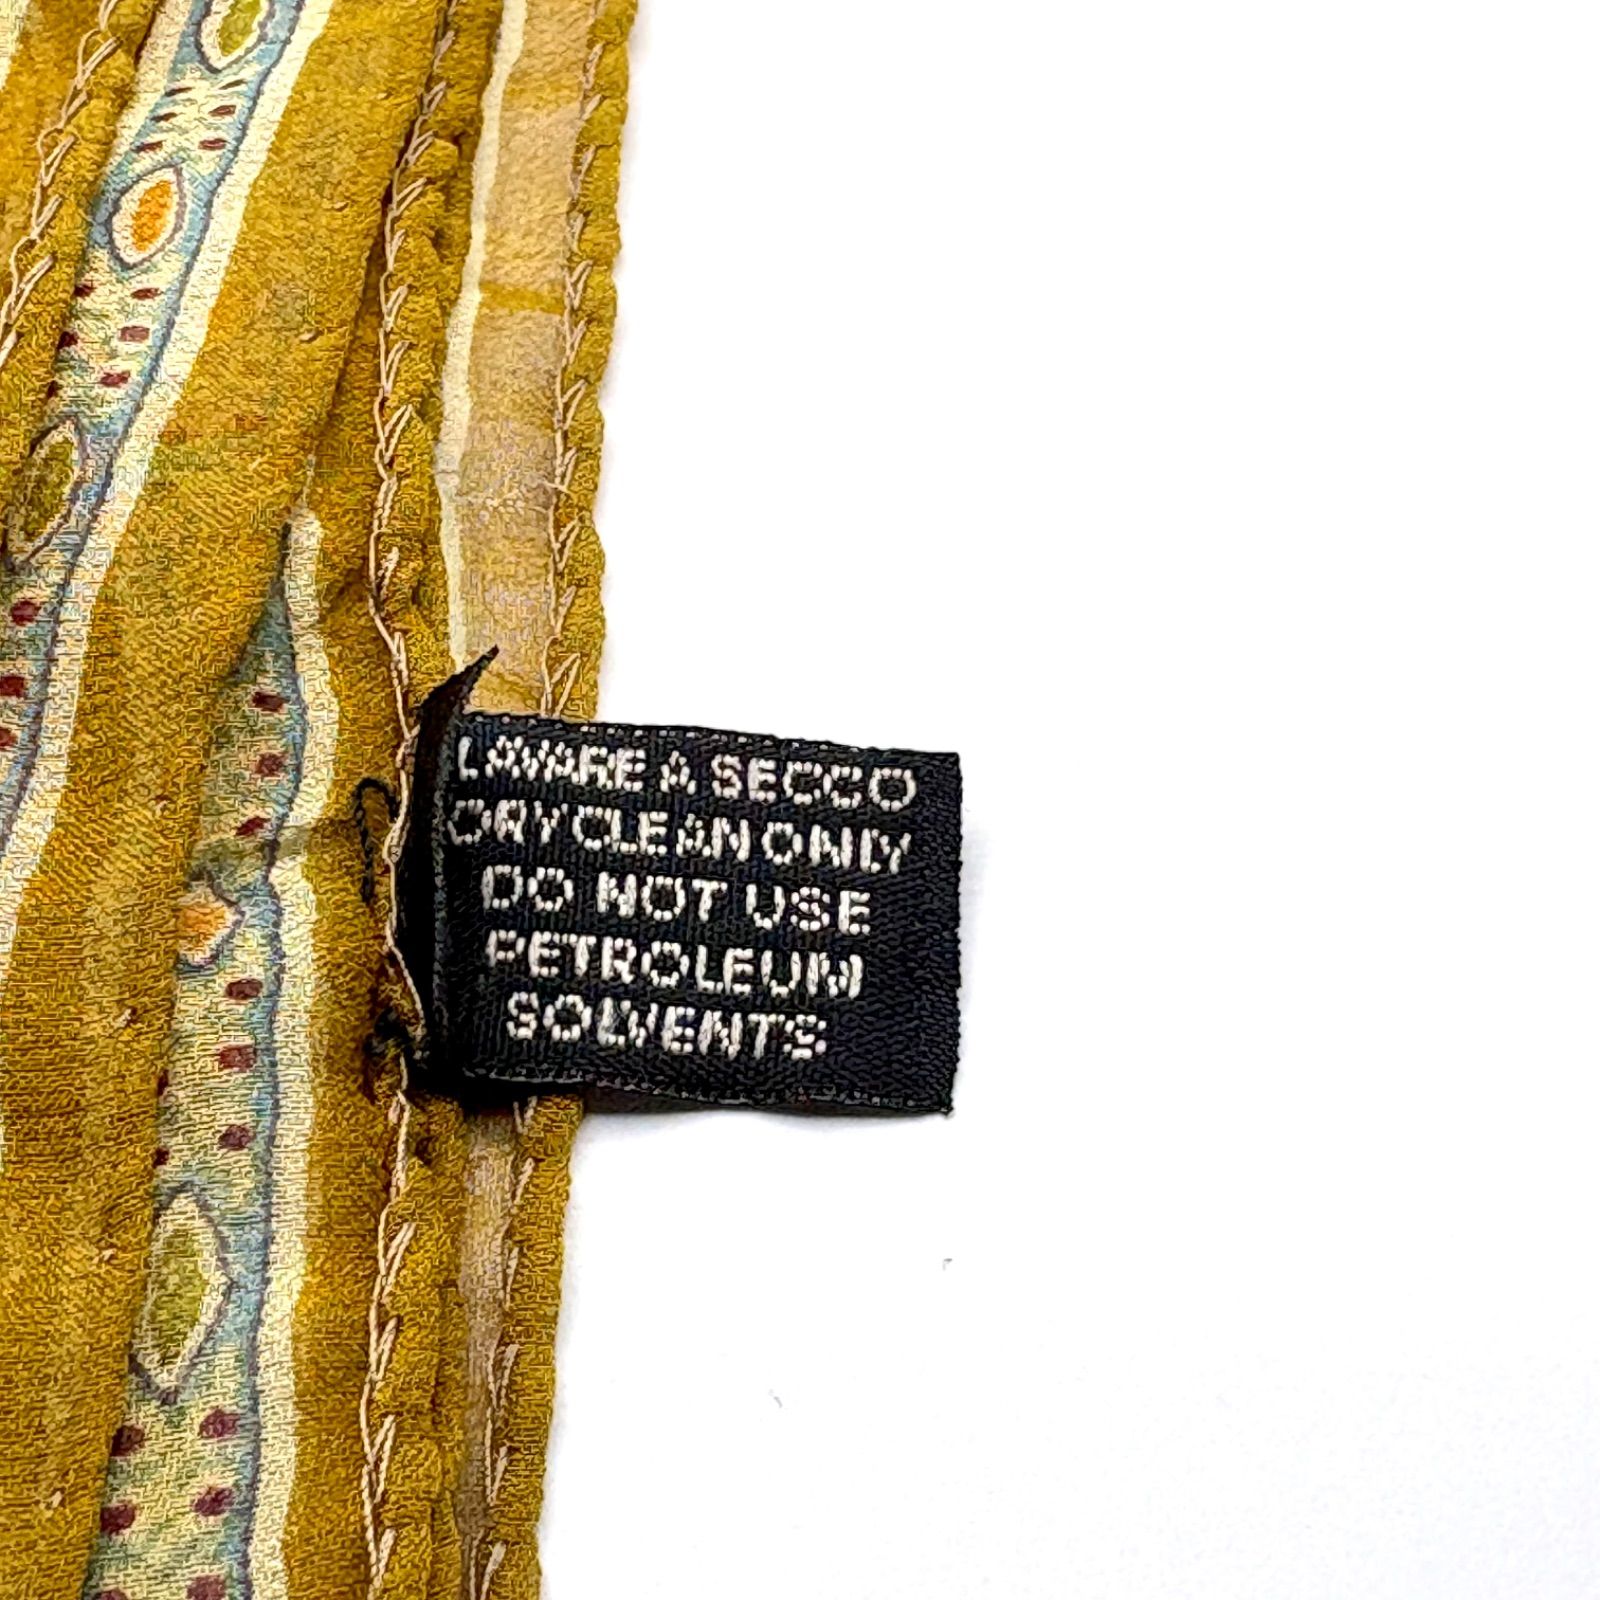 LAVARE A SECCO
DRY CLEAN ONLY
DO NOT USE
PETROLEUM
SOLVENTS